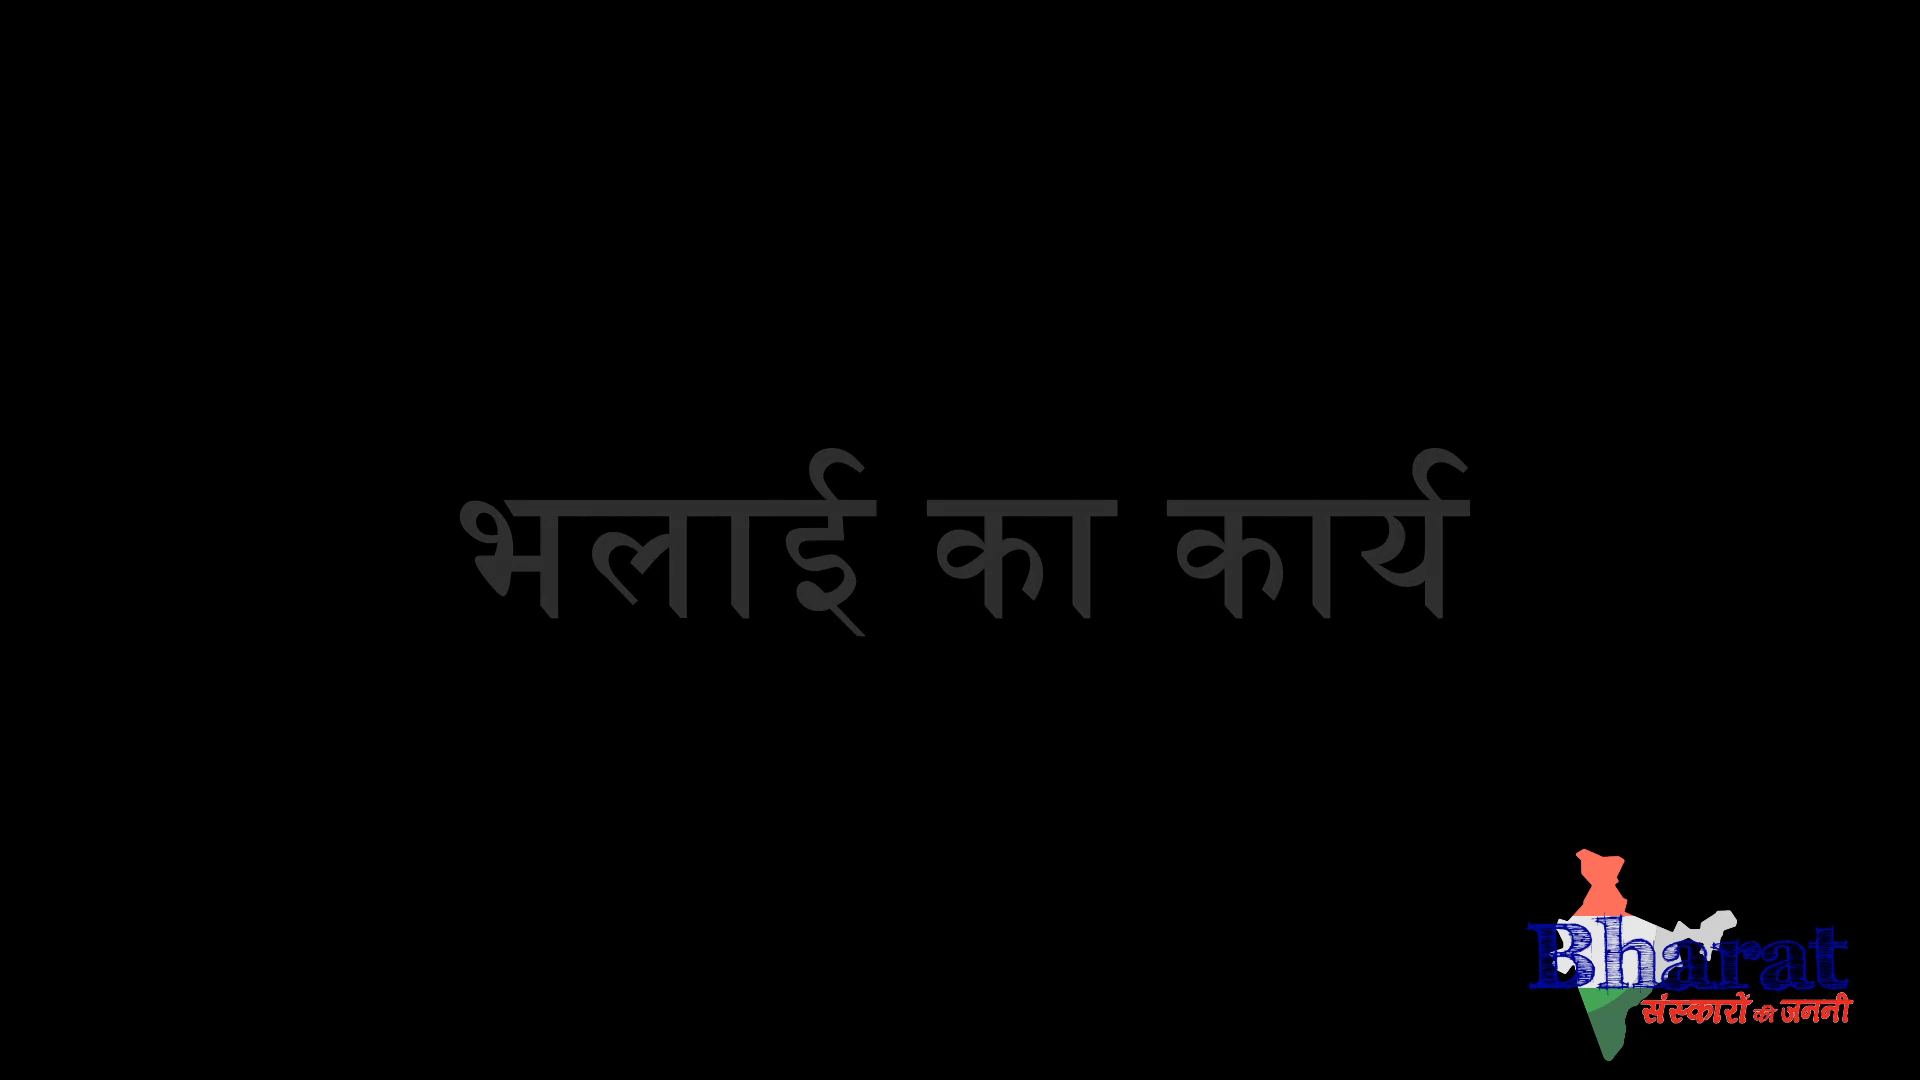 भलाई का कार्य
Bharat
संस्कारों की जननी